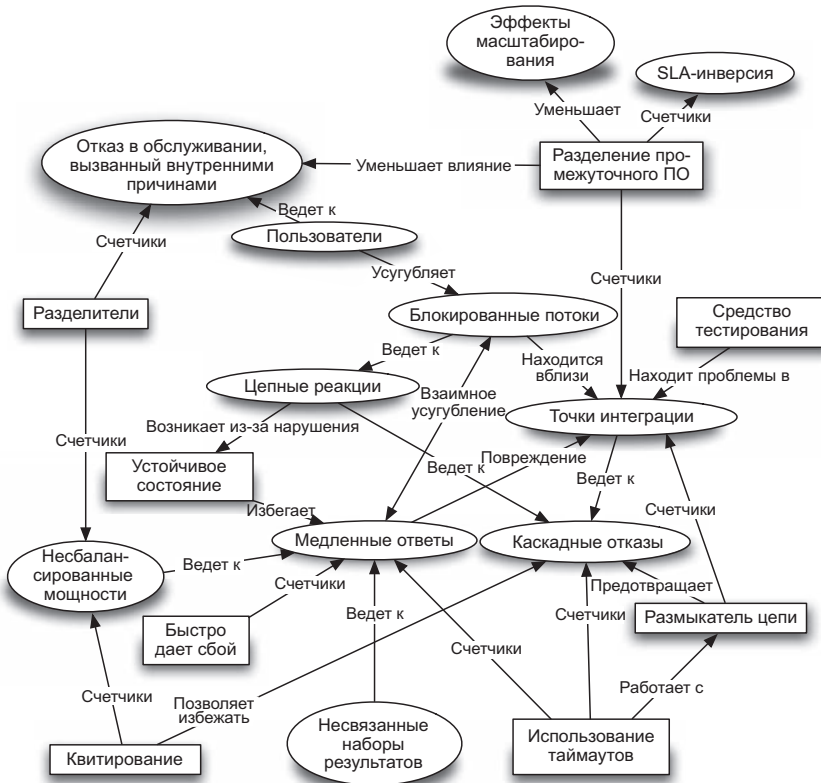 Эффекты
масштабиро-
вания
SLA-инверсия
Уменьшает
Счетчики
Отказ в обслуживании,
вызванный внутренними
причинами
Уменьшает влияние
Разделение про-
межуточного ПО
Ведет к
Пользователи
Счетчики
Усугубляет
Счетчики
Разделители
Блокированные потоки
Средство
тестирования
Ведет к
Находится
вблизи
Находит проблемы в
Цепные реакции
Взаимное
усугубление
Точки интеграции
Возникает из-за нарушения
Счетчики
Устойчивое
состояние
Ведет к
Повреждение
Ведет к
Избегает
Счетчики
Медленные ответы
Каскадные отказы
Несбалан-
сированные
мощности
Ведет к
Счетчики
Предотвращает
Быстро
дает сбой
Ведет к
Счетчики
Размыкатель цепи
Счетчики
Счетчики
Позволяет
избежать
Работает с
Квитирование
Несвязанные
наборы
результатов
Использование
таймаутов